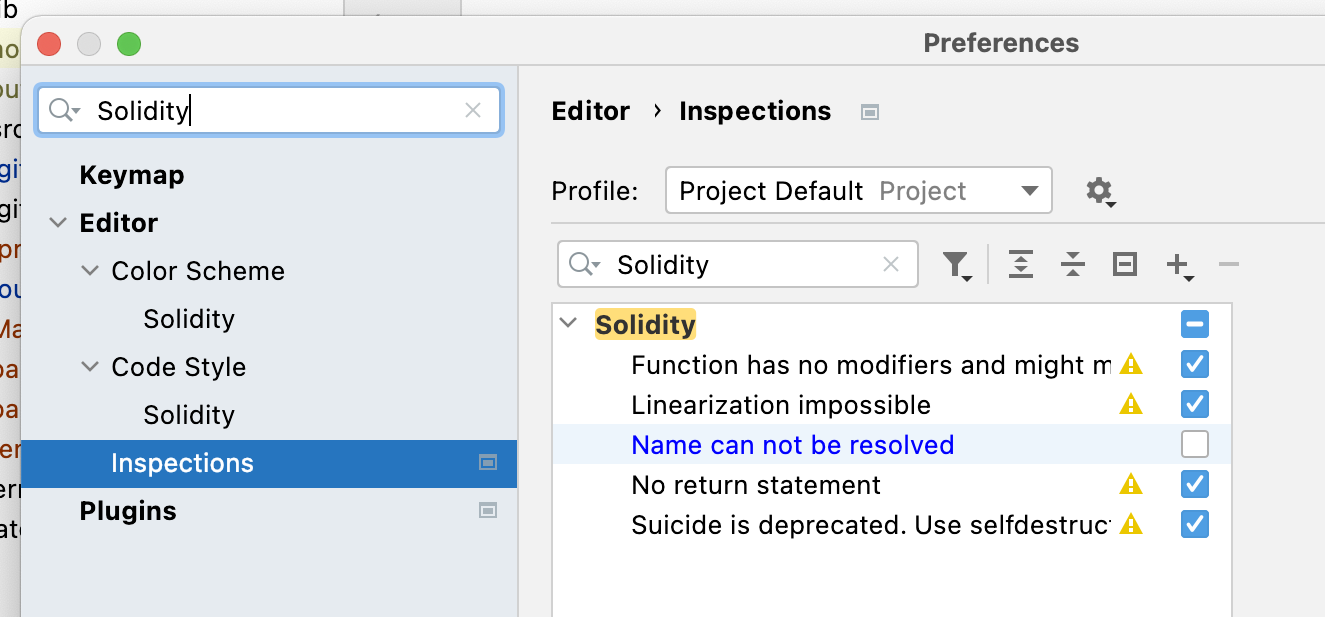 Preferences
Solidity
Keymap
Editor
Color Scheme
Solidity
Code Style
Solidity
Inspections
Plugins
Editor › Inspections
Profile: Project Default Project
Solidity
Solidity
Function has no modifiers and might m
Linearization impossible
Name can not be resolved
No return statement
Suicide is deprecated. Use selfdestruc